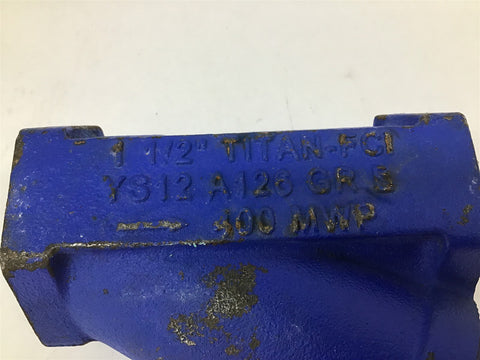 1 1/2" TITAN-FCI
YS12 A126 GR.B
400 MWP